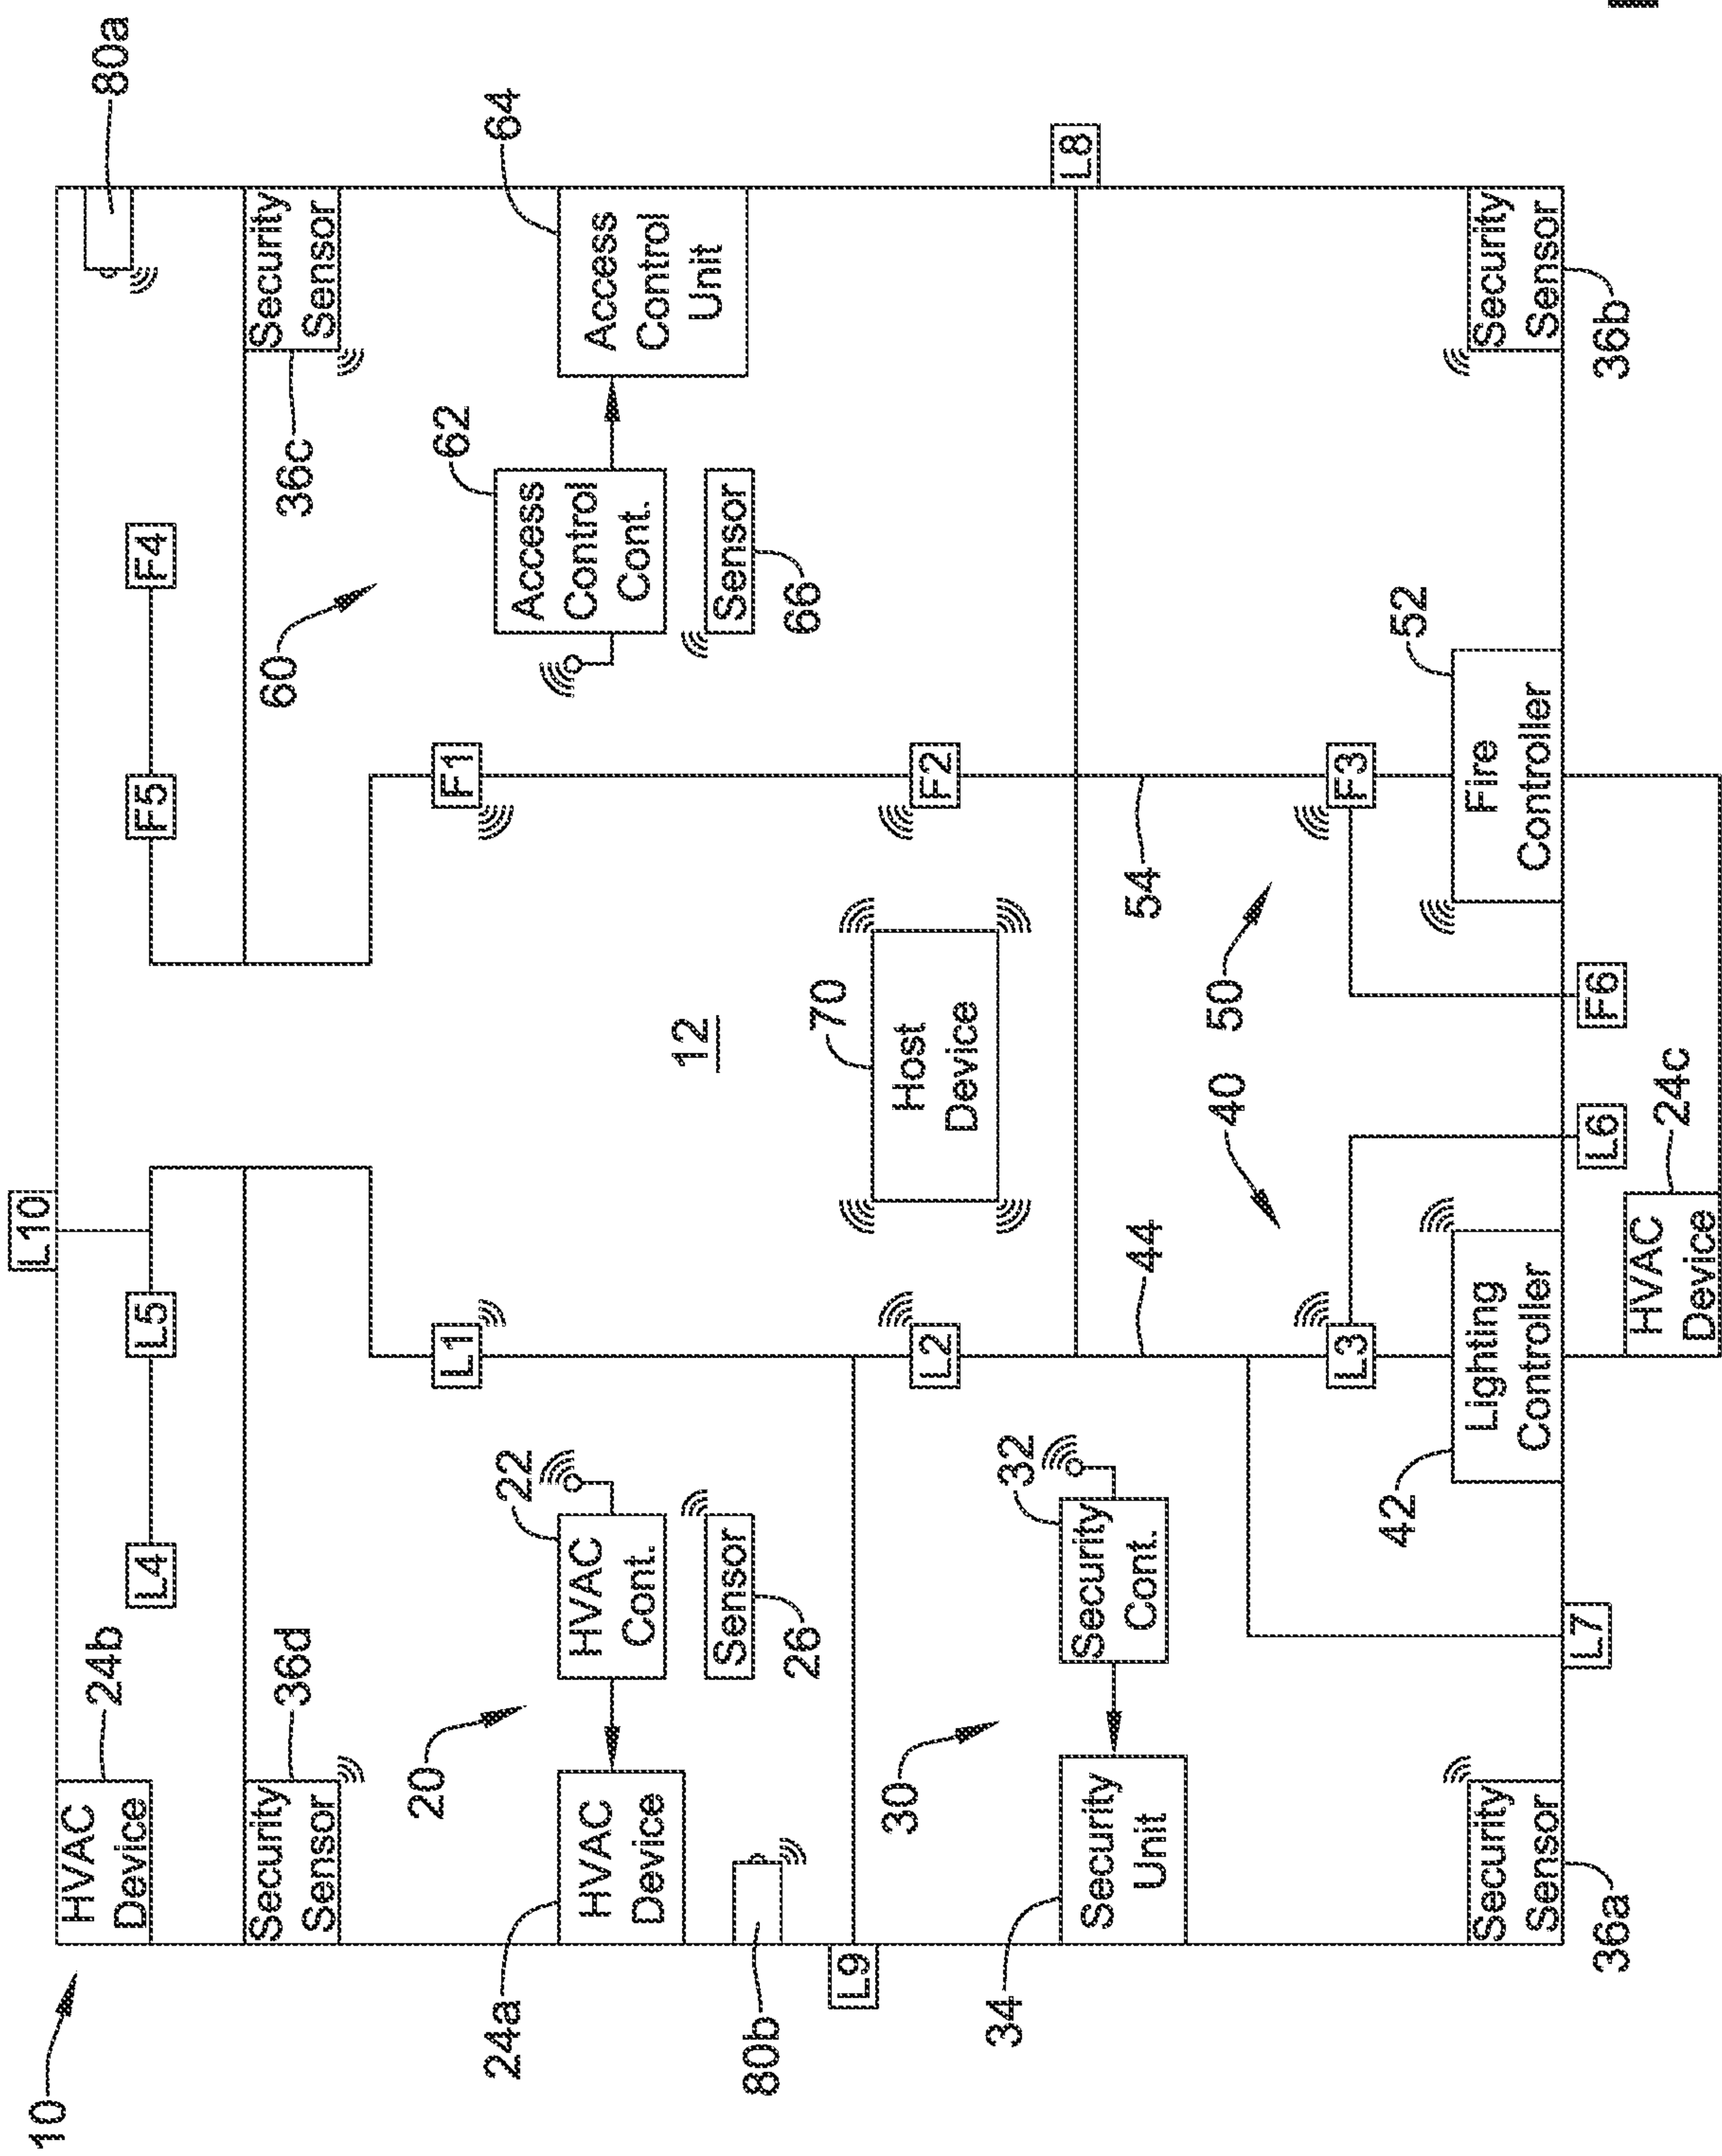 10
L10
80a
HVAC
Device
24b
L4
L5
F5
F4
Security
Sensor
36d
36c
Security
Sensor
60
20
L1
F1
62
24a
22
64
HVAC
Device
HVAC
Cont.
Access
Control
Cont.
Access
Control
Unit
12
Sensor
Sensor
80b
26
66
70
L9
30
Host
Device
L2
F2
34
32
L8
Security
Unit
Security
Cont.
44
54
40
50
L3
F3
42
52
Security
Sensor
Lighting
Controller
Fire
Controller
Security
Sensor
36a
L7
L6
F6
36b
HVAC
Device
24c